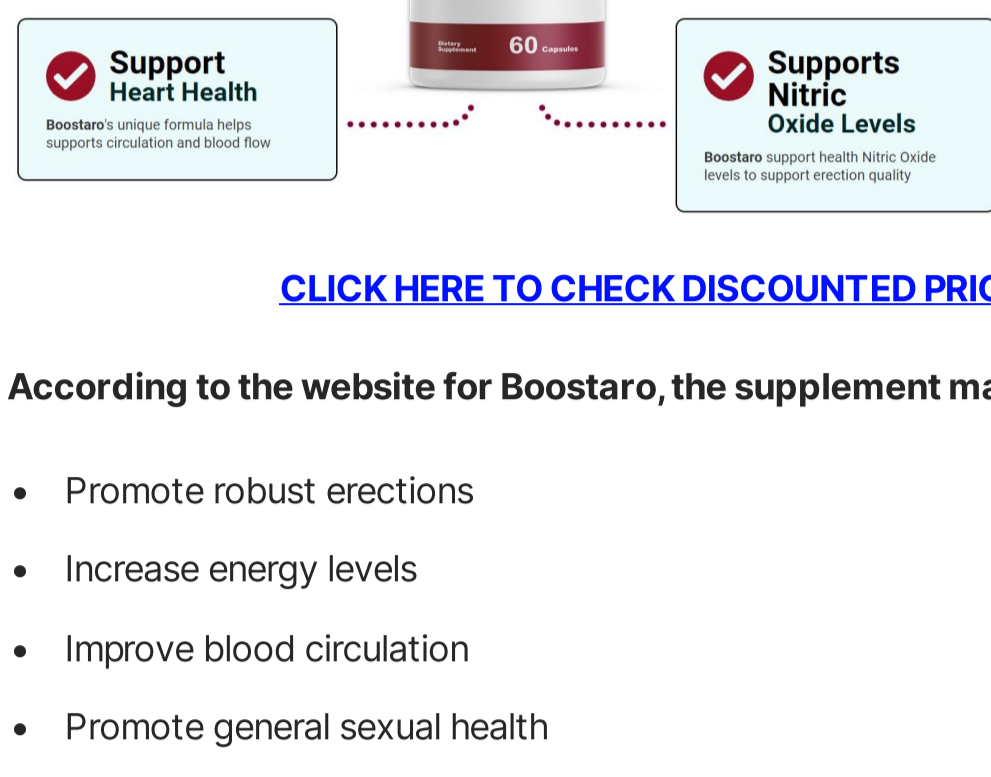 Support
Heart Health
Boostaro's unique formula helps
supports circulation and blood flow
Dietary
Supplement
60 Capsules
Supports
Nitric
Oxide Levels
Boostaro support health Nitric Oxide
levels to support erection quality
CLICK HERE TO CHECK DISCOUNTED
According to the website for Boostaro, the supplement
• Promote robust erections
• Increase energy levels
• Improve blood circulation
• Promote general sexual health